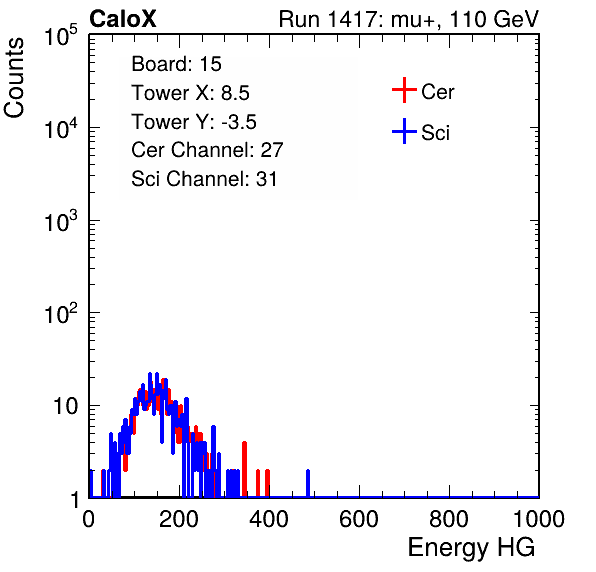 CaloX Run 1417: mu+, 110 GeV
Counts
Board: 15
Tower X: 8.5
Tower Y: -3.5
Cer Channel: 27
Sci Channel: 31
Cer
Sci
10^5
10^4
10^3
10^2
10
1
0 200 400 600 800 1000
Energy HG